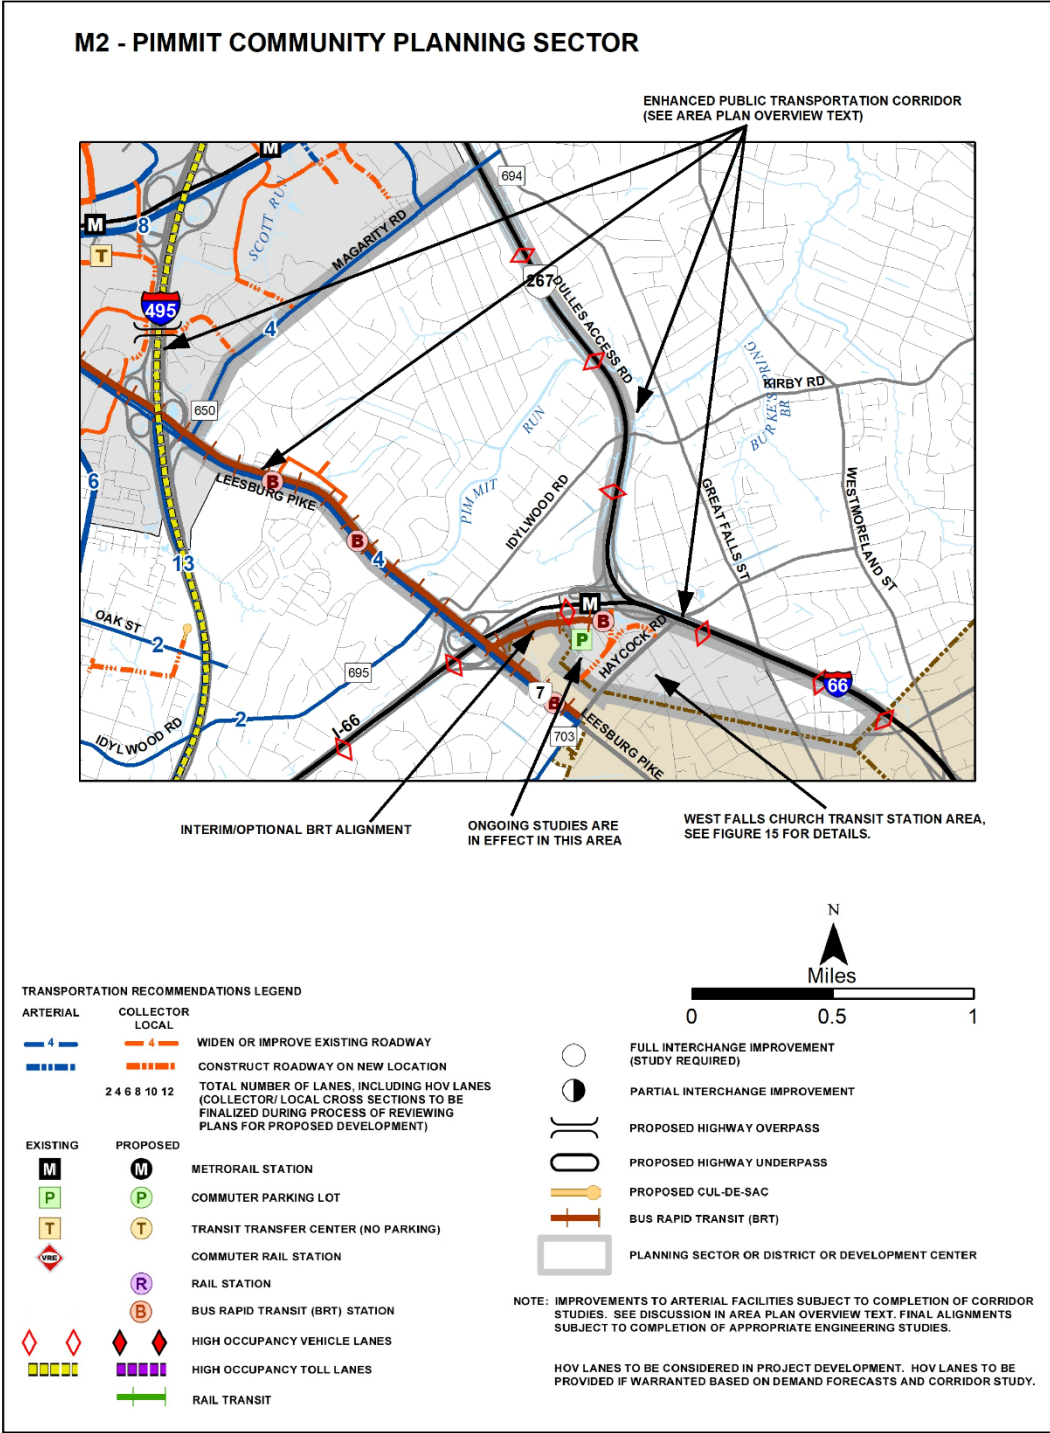 M2 - PIMMIT COMMUNITY PLANNING SECTOR
ENHANCED PUBLIC TRANSPORTATION CORRIDOR
(SEE AREA PLAN OVERVIEW TEXT)
M
694
M
8
SCOTT RUN
MAGARITY RD
T
267
DULLES ACCESS RD
495
4
BURKES SPRING
BR
KIRBY RD
650
RUN
B
LEESBURG PIKE
6
PIMMIT
IDYLWOOD RD
GREAT FALLS ST
WESTMORELAND ST
B
4
13
OAK ST
2
M
B
P
HAYCOCK RD
695
66
7
B
2
I-66
IDYLWOOD RD
703
LEESBURG PIKE
INTERIM/OPTIONAL BRT ALIGNMENT
ONGOING STUDIES ARE
IN EFFECT IN THIS AREA
WEST FALLS CHURCH TRANSIT STATION AREA,
SEE FIGURE 15 FOR DETAILS.
N
Miles
0 0.5 1
TRANSPORTATION RECOMMENDATIONS LEGEND
ARTERIAL
COLLECTOR
LOCAL
4 4 WIDEN OR IMPROVE EXISTING ROADWAY
CONSTRUCT ROADWAY ON NEW LOCATION
2 4 6 8 10 12 TOTAL NUMBER OF LANES, INCLUDING HOV LANES
(COLLECTOR/ LOCAL CROSS SECTIONS TO BE
FINALIZED DURING PROCESS OF REVIEWING
PLANS FOR PROPOSED DEVELOPMENT)
EXISTING PROPOSED
M M METRORAIL STATION
P P COMMUTER PARKING LOT
T T TRANSIT TRANSFER CENTER (NO PARKING)
VRE COMMUTER RAIL STATION
R RAIL STATION
B BUS RAPID TRANSIT (BRT) STATION
HIGH OCCUPANCY VEHICLE LANES
HIGH OCCUPANCY TOLL LANES
RAIL TRANSIT
FULL INTERCHANGE IMPROVEMENT
(STUDY REQUIRED)
PARTIAL INTERCHANGE IMPROVEMENT
PROPOSED HIGHWAY OVERPASS
PROPOSED HIGHWAY UNDERPASS
PROPOSED CUL-DE-SAC
BUS RAPID TRANSIT (BRT)
PLANNING SECTOR OR DISTRICT OR DEVELOPMENT CENTER
NOTE: IMPROVEMENTS TO ARTERIAL FACILITIES SUBJECT TO COMPLETION OF CORRIDOR
STUDIES. SEE DISCUSSION IN AREA PLAN OVERVIEW TEXT. FINAL ALIGNMENTS
SUBJECT TO COMPLETION OF APPROPRIATE ENGINEERING STUDIES.
HOV LANES TO BE CONSIDERED IN PROJECT DEVELOPMENT. HOV LANES TO BE
PROVIDED IF WARRANTED BASED ON DEMAND FORECASTS AND CORRIDOR STUDY.